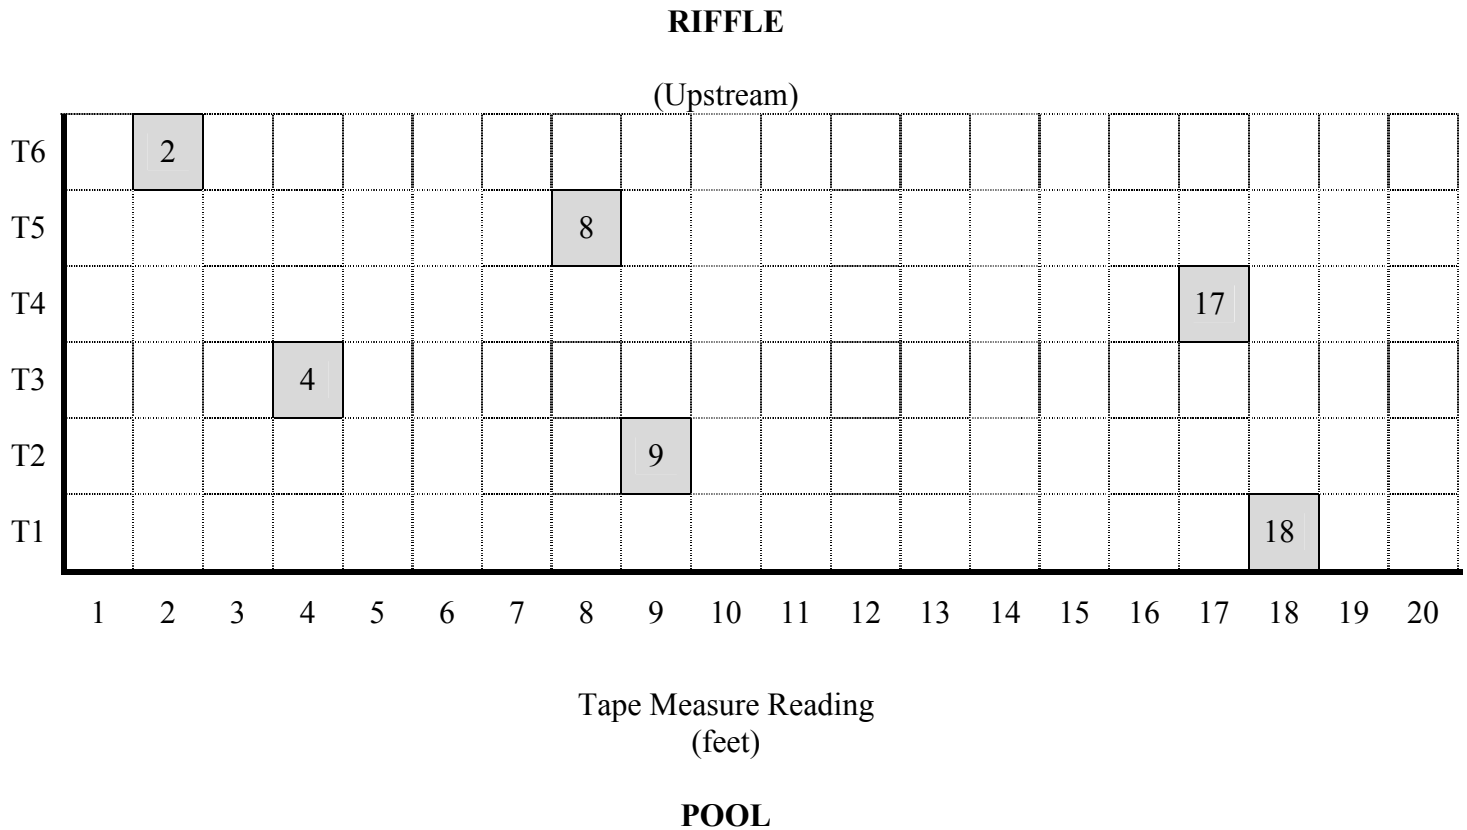 RIFFLE
(Upstream)
T6 2
T5 8
T4 17
T3 4
T2 9
T1 18
1 2 3 4 5 6 7 8 9 10 11 12 13 14 15 16 17 18 19 20
Tape Measure Reading
(feet)
POOL